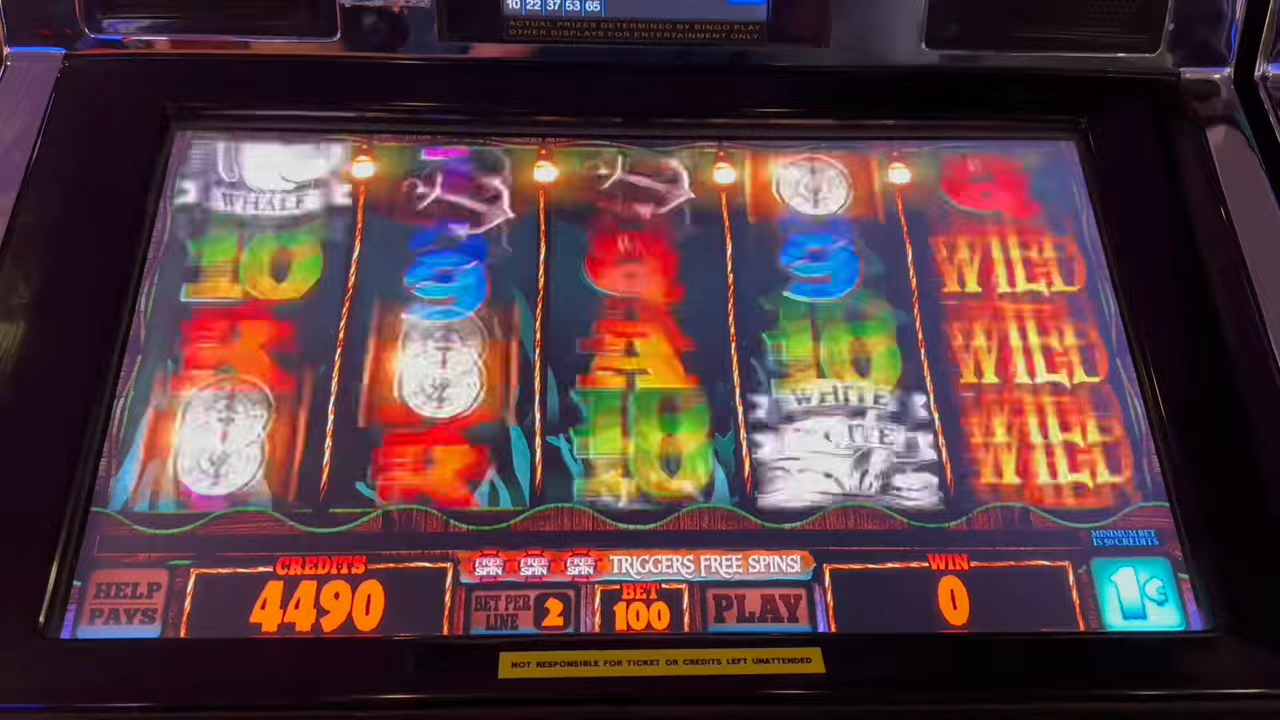 10 22 37 53 65
ACTUAL PRIZES DETERMINED BY BINGO PLAY
OTHER DISPLAYS FOR ENTERTAINMENT ONLY.
WHALE
10
9
9
WILD
K
A
10
WHITE
WILD
10
WILD
MINIMUM BET
IS 50 CREDITS
CREDITS
4490
FREE SPIN
FREE SPIN
FREE SPIN
TRIGGERS FREE SPINS!
WIN
0
HELP
PAYS
BET PER
LINE
2
BET
100
PLAY
1¢
NOT RESPONSIBLE FOR TICKET OR CREDITS LEFT UNATTENDED